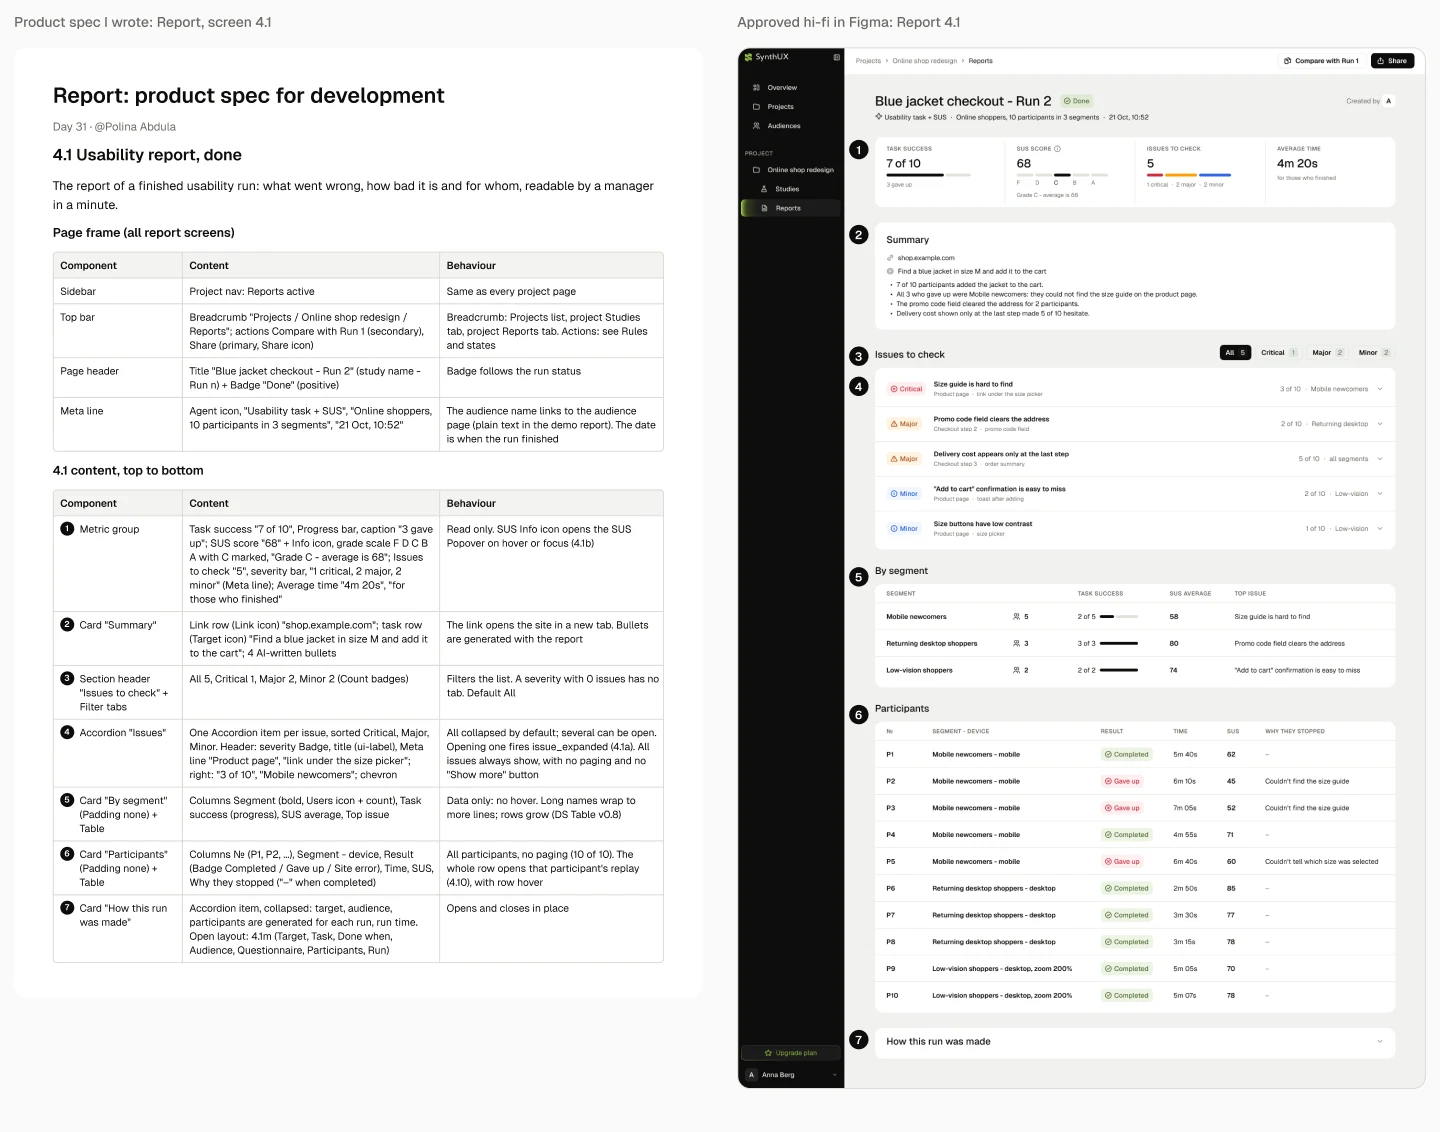 Product spec I wrote: Report, screen 4.1
Report: product spec for development
Day 31 · @Polina Abdula
4.1 Usability report, done
The report of a finished usability run: what went wrong, how bad it is and for whom, readable by a manager
in a minute.
Page frame (all report screens)
Component Content Behaviour
Sidebar Project nav: Reports active Same as every project page
Top bar
Breadcrumb "Projects / Online shop redesign /
Reports"; actions Compare with Run 1 (secondary),
Share (primary, Share icon)
Breadcrumb: Projects list, project Studies
tab, project Reports tab. Actions: see Rules
and states
Page header
Title "Blue jacket checkout - Run 2" (study name -
Run n) + Badge "Done" (positive)
Badge follows the run status
Meta line
Agent icon, "Usability task + SUS", "Online shoppers,
10 participants in 3 segments", "21 Oct, 10:52"
The audience name links to the audience
page (plain text in the demo report). The date
is when the run finished
4.1 content, top to bottom
Component Content Behaviour
1 Metric group
Task success "7 of 10", Progress bar, caption "3 gave
up"; SUS score "68" + Info icon, grade scale F D C B
A with C marked, "Grade C - average is 68"; Issues
to check "5", severity bar, "1 critical, 2 major, 2
minor" (Meta line); Average time "4m 20s", "for
those who finished"
Read only. SUS Info icon opens the SUS
Popover on hover or focus (4.1b)
2 Card "Summary"
Link row (Link icon) "shop.example.com"; task row
(Target icon) "Find a blue jacket in size M and add it
to the cart"; 4 AI-written bullets
The link opens the site in a new tab. Bullets
are generated with the report
3 Section header
"Issues to check" +
Filter tabs
All 5, Critical 1, Major 2, Minor 2 (Count badges)
Filters the list. A severity with 0 issues has no
tab. Default All
4 Accordion "Issues"
One Accordion item per issue, sorted Critical, Major,
Minor. Header: severity Badge, title (ui-label), Meta
line "Product page", "link under the size picker";
right: "3 of 10", "Mobile newcomers"; chevron
All collapsed by default; several can be open.
Opening one fires issue_expanded (4.1a). All
issues always show, with no paging and no
"Show more" button
5 Card "By segment"
(Padding none) +
Table
Columns Segment (bold, Users icon + count), Task
success (progress), SUS average, Top issue
Data only: no hover. Long names wrap to
more lines; rows grow (DS Table v0.8)
6 Card "Participants"
(Padding none) +
Table
Columns № (P1, P2, ...), Segment - device, Result
(Badge Completed / Gave up / Site error), Time, SUS,
Why they stopped ("–" when completed)
All participants, no paging (10 of 10). The
whole row opens that participant's replay
(4.10), with row hover
7 Card "How this run
was made"
Accordion item, collapsed: target, audience,
participants are generated for each run, run time.
Open layout: 4.1m (Target, Task, Done when,
Audience, Questionnaire, Participants, Run)
Opens and closes in place
Approved hi-fi in Figma: Report 4.1
SynthUX
Overview
Projects
Audiences
PROJECT
Online shop redesign
Studies
Reports
Upgrade plan
A Anna Berg
Projects > Online shop redesign > Reports
Compare with Run 1 Share
Blue jacket checkout - Run 2 Done
Created by A
Usability task + SUS · Online shoppers, 10 participants in 3 segments · 21 Oct, 10:52
1
TASK SUCCESS
7 of 10
3 gave up
SUS SCORE
68
F D C B A
Grade C - average is 68
ISSUES TO CHECK
5
1 critical · 2 major · 2 minor
AVERAGE TIME
4m 20s
for those who finished
2
Summary
shop.example.com
Find a blue jacket in size M and add it to the cart
• 7 of 10 participants added the jacket to the cart.
• All 3 who gave up were Mobile newcomers: they could not find the size guide on the product page.
• The promo code field cleared the address for 2 participants.
• Delivery cost shown only at the last step made 5 of 10 hesitate.
3 Issues to check
All 5 Critical 1 Major 2 Minor 2
4
Critical Size guide is hard to find 3 of 10 · Mobile newcomers
Product page · link under the size picker
Major Promo code field clears the address 2 of 10 · Returning desktop
Checkout step 2 · promo code field
Major Delivery cost appears only at the last step 5 of 10 · all segments
Checkout step 3 · order summary
Minor "Add to cart" confirmation is easy to miss 2 of 10 · Low-vision
Product page · toast after adding
Minor Size buttons have low contrast 1 of 10 · Low-vision
Product page · size picker
5 By segment
SEGMENT TASK SUCCESS SUS AVERAGE TOP ISSUE
Mobile newcomers 5 2 of 5 58 Size guide is hard to find
Returning desktop shoppers 3 3 of 3 80 Promo code field clears the address
Low-vision shoppers 2 2 of 2 74 "Add to cart" confirmation is easy to miss
6 Participants
№ SEGMENT - DEVICE RESULT TIME SUS WHY THEY STOPPED
P1 Mobile newcomers - mobile Completed 5m 40s 62 –
P2 Mobile newcomers - mobile Gave up 6m 10s 45 Couldn't find the size guide
P3 Mobile newcomers - mobile Gave up 7m 05s 52 Couldn't find the size guide
P4 Mobile newcomers - mobile Completed 4m 55s 71 –
P5 Mobile newcomers - mobile Gave up 6m 40s 60 Couldn't tell which size was selected
P6 Returning desktop shoppers - desktop Completed 2m 50s 85 –
P7 Returning desktop shoppers - desktop Completed 3m 30s 77 –
P8 Returning desktop shoppers - desktop Completed 3m 15s 78 –
P9 Low-vision shoppers - desktop, zoom 200% Completed 5m 05s 70 –
P10 Low-vision shoppers - desktop, zoom 200% Completed 5m 07s 78 –
7 How this run was made